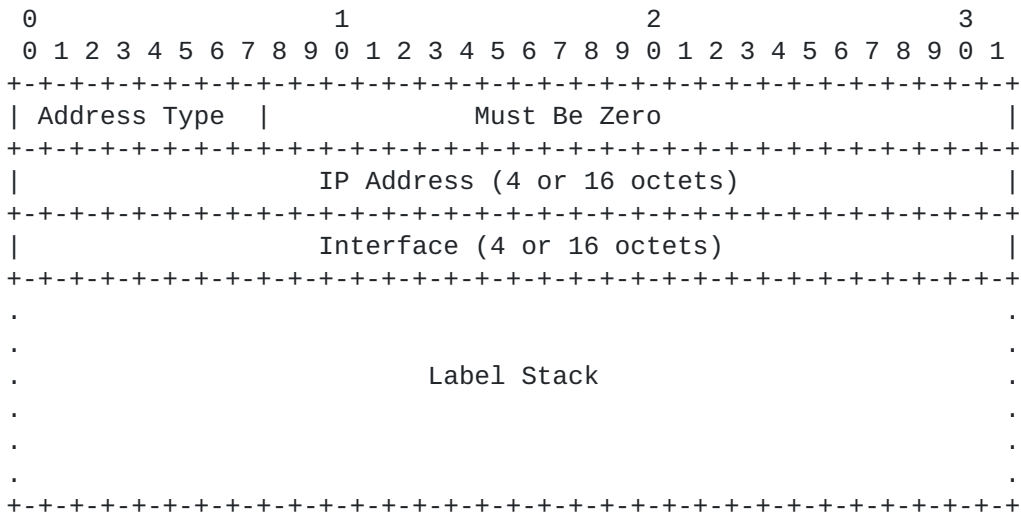 0                   1                   2                   3
 0 1 2 3 4 5 6 7 8 9 0 1 2 3 4 5 6 7 8 9 0 1 2 3 4 5 6 7 8 9 0 1
+-+-+-+-+-+-+-+-+-+-+-+-+-+-+-+-+-+-+-+-+-+-+-+-+-+-+-+-+-+-+-+-+
| Address Type  |             Must Be Zero                      |
+-+-+-+-+-+-+-+-+-+-+-+-+-+-+-+-+-+-+-+-+-+-+-+-+-+-+-+-+-+-+-+-+
|                   IP Address (4 or 16 octets)                 |
+-+-+-+-+-+-+-+-+-+-+-+-+-+-+-+-+-+-+-+-+-+-+-+-+-+-+-+-+-+-+-+-+
|                   Interface (4 or 16 octets)                  |
+-+-+-+-+-+-+-+-+-+-+-+-+-+-+-+-+-+-+-+-+-+-+-+-+-+-+-+-+-+-+-+-+
.                                                               .
.                                                               .
.                          Label Stack                          .
.                                                               .
.                                                               .
.                                                               .
+-+-+-+-+-+-+-+-+-+-+-+-+-+-+-+-+-+-+-+-+-+-+-+-+-+-+-+-+-+-+-+-+